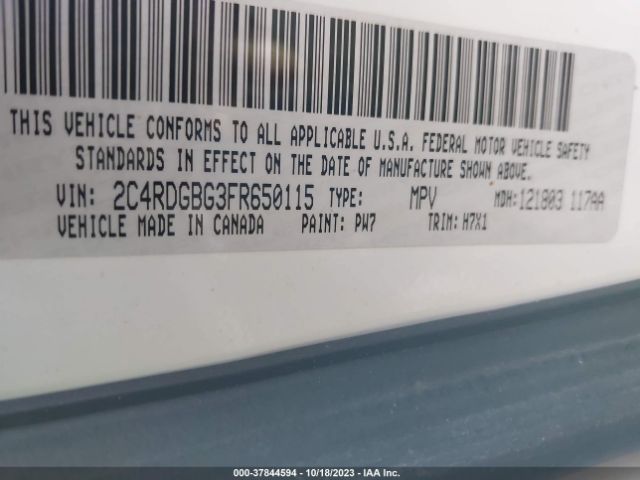 THIS VEHICLE CONFORMS TO ALL APPLICABLE U.S.A. FEDERAL MOTOR VEHICLE SAFETY
STANDARDS IN EFFECT ON THE DATE OF MANUFACTURE SHOWN ABOVE.
VIN: 2C4RDGBG3FR650115 TYPE: MPV MDH: 121803 117AA
VEHICLE MADE IN CANADA PAINT: PW7 TRIM: H7X1
000-37844594 - 10/18/2023 - IAA Inc.